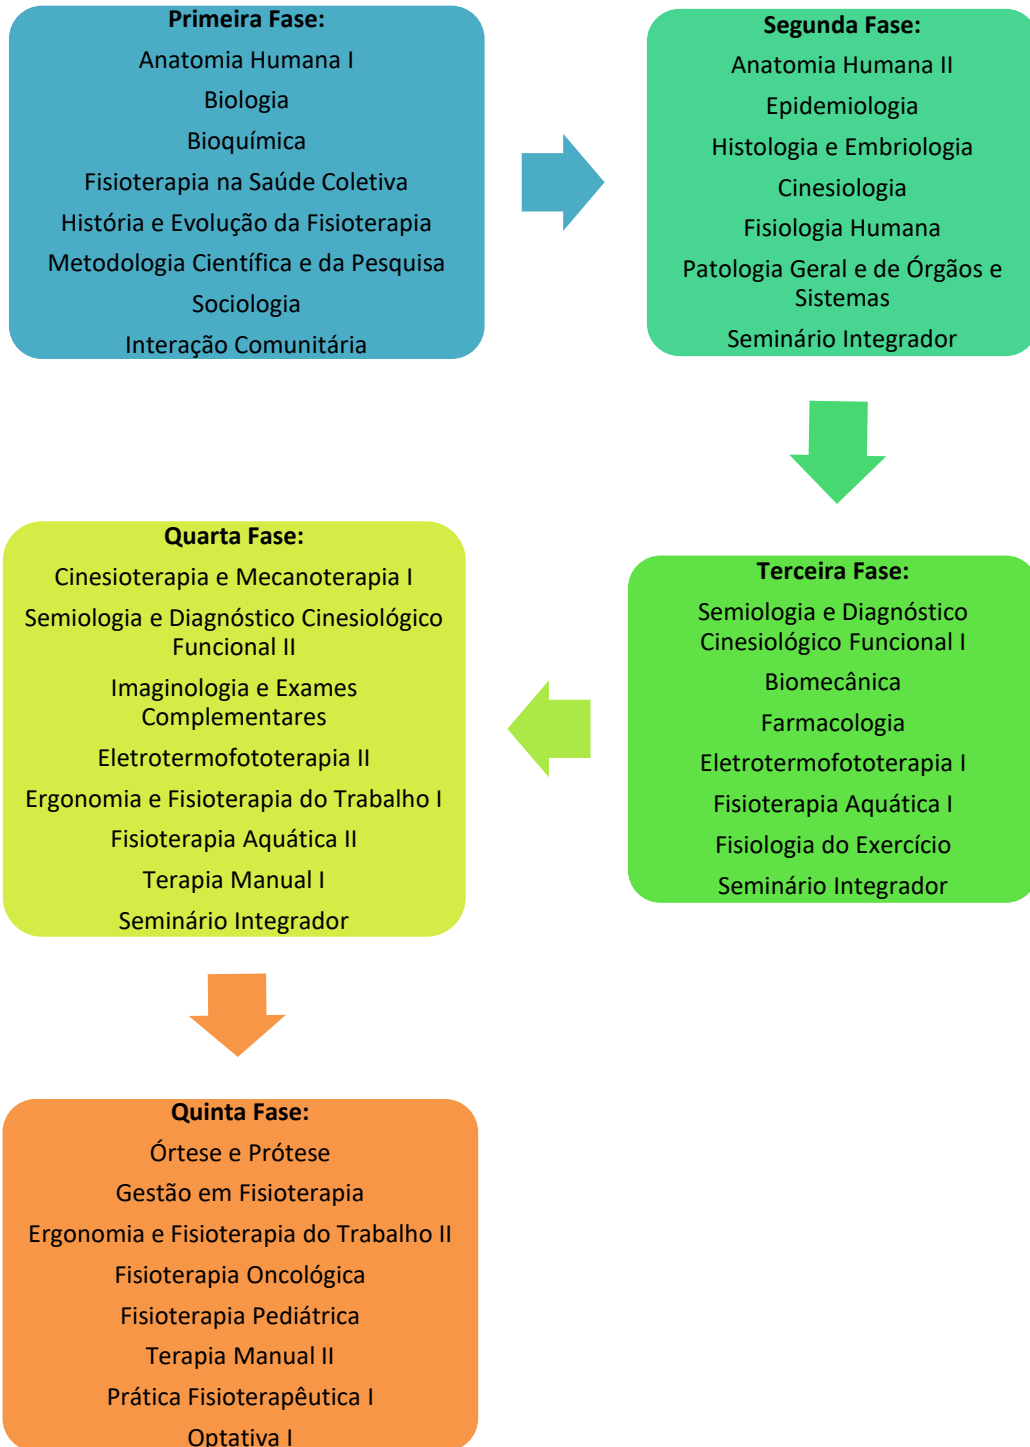 Primeira Fase:
Anatomia Humana I
Biologia
Bioquímica
Fisioterapia na Saúde Coletiva
História e Evolução da Fisioterapia
Metodologia Científica e da Pesquisa
Sociologia
Interação Comunitária
Segunda Fase:
Anatomia Humana II
Epidemiologia
Histologia e Embriologia
Cinesiologia
Fisiologia Humana
Patologia Geral e de Órgãos e
Sistemas
Seminário Integrador
Terceira Fase:
Semiologia e Diagnóstico
Cinesiológico Funcional I
Biomecânica
Farmacologia
Eletrotermofototerapia I
Fisioterapia Aquática I
Fisiologia do Exercício
Seminário Integrador
Quarta Fase:
Cinesioterapia e Mecanoterapia I
Semiologia e Diagnóstico Cinesiológico
Funcional II
Imaginologia e Exames
Complementares
Eletrotermofototerapia II
Ergonomia e Fisioterapia do Trabalho I
Fisioterapia Aquática II
Terapia Manual I
Seminário Integrador
Quinta Fase:
Órtese e Prótese
Gestão em Fisioterapia
Ergonomia e Fisioterapia do Trabalho II
Fisioterapia Oncológica
Fisioterapia Pediátrica
Terapia Manual II
Prática Fisioterapêutica I
Optativa I